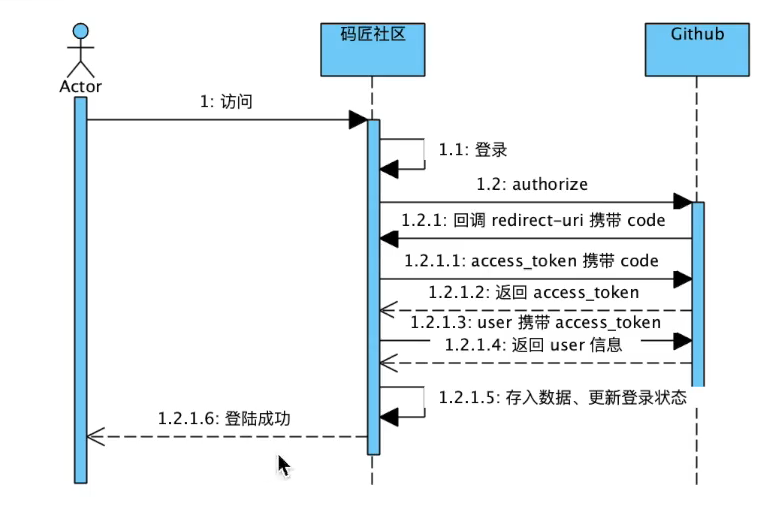 码匠社区
Github
Actor
1: 访问
1.1: 登录
1.2: authorize
1.2.1: 回调 redirect-uri 携带 code
1.2.1.1: access_token 携带 code
1.2.1.2: 返回 access_token
1.2.1.3: user 携带 access_token
1.2.1.4: 返回 user 信息
1.2.1.5: 存入数据、更新登录状态
1.2.1.6: 登陆成功